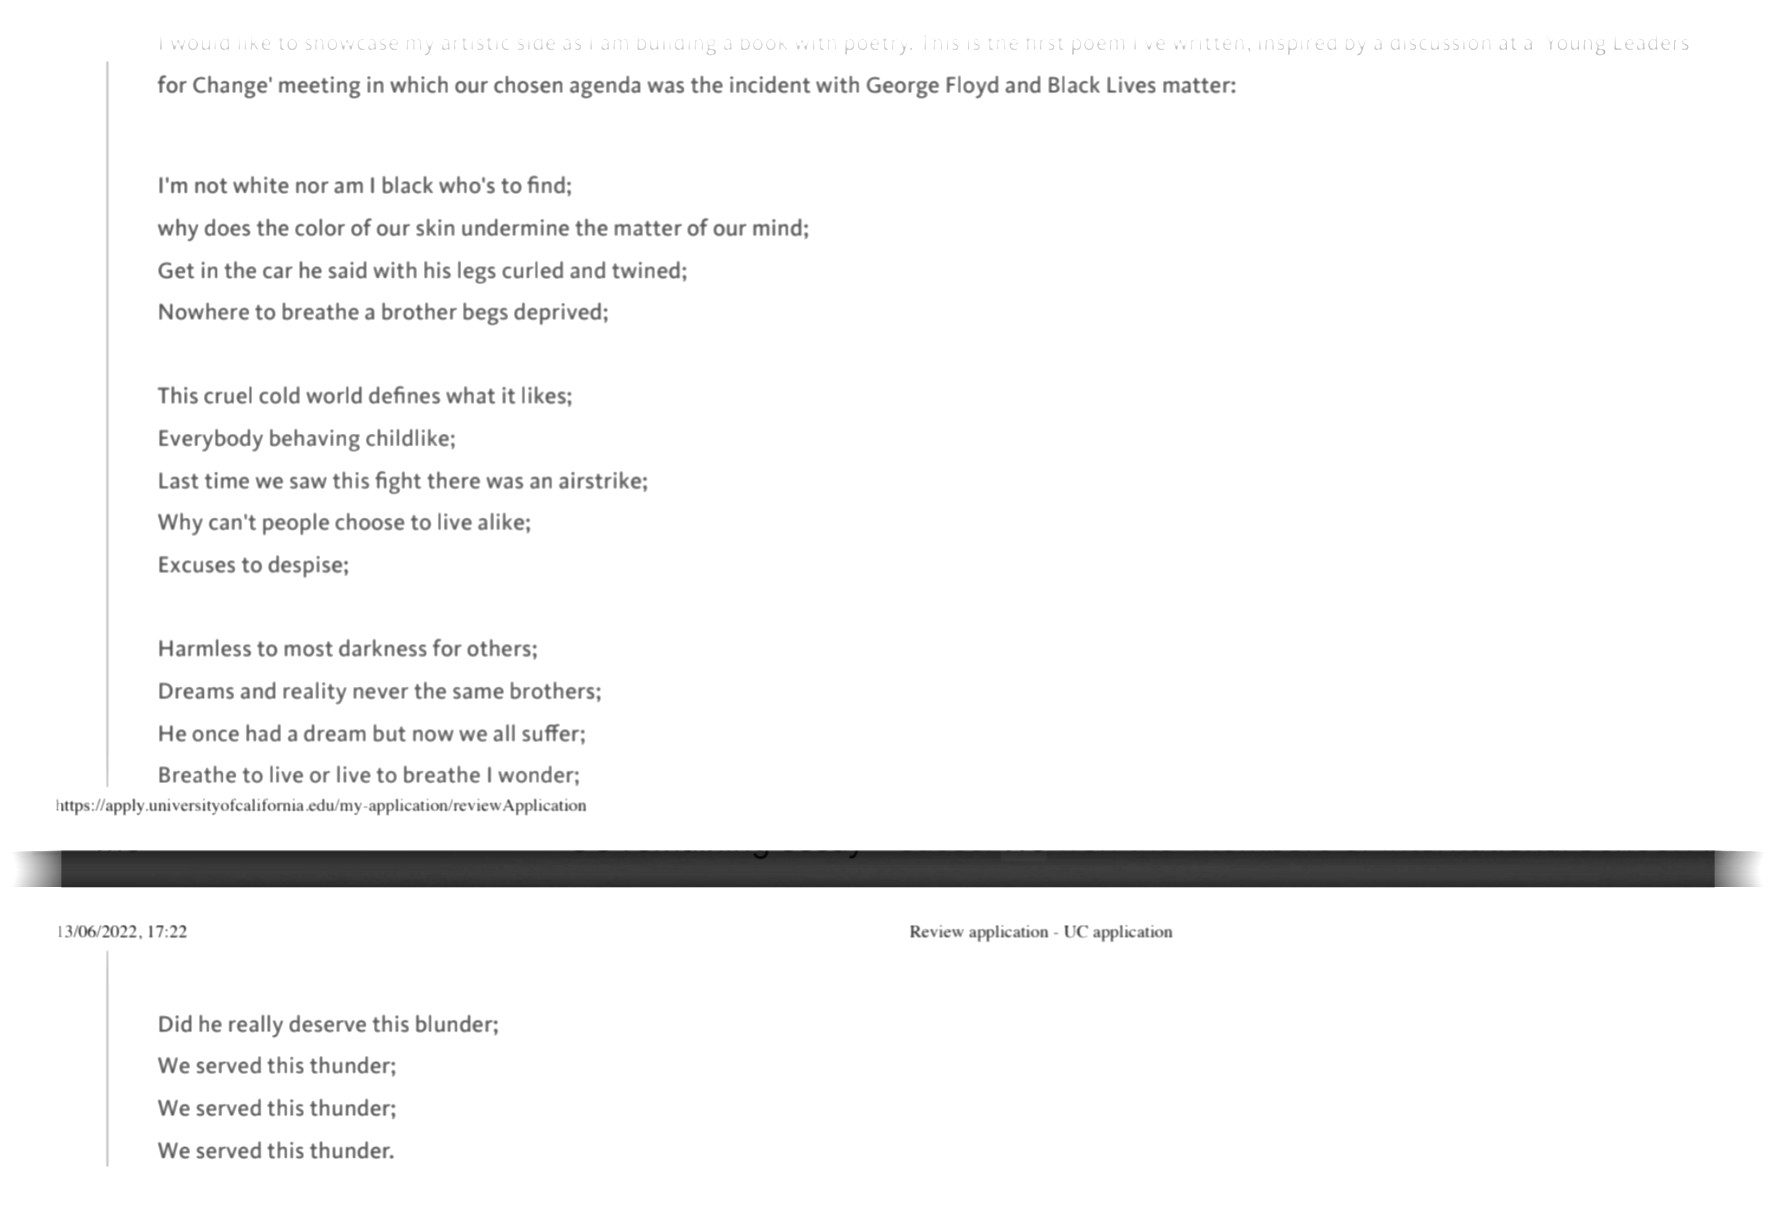 I would like to showcase my artistic side as I am building a book with poetry. This is the first poem I've written, inspired by a discussion at a 'Young Leaders
for Change' meeting in which our chosen agenda was the incident with George Floyd and Black Lives matter:
I'm not white nor am I black who's to find;
why does the color of our skin undermine the matter of our mind;
Get in the car he said with his legs curled and twined;
Nowhere to breathe a brother begs deprived;
This cruel cold world defines what it likes;
Everybody behaving childlike;
Last time we saw this fight there was an airstrike;
Why can't people choose to live alike;
Excuses to despise;
Harmless to most darkness for others;
Dreams and reality never the same brothers;
He once had a dream but now we all suffer;
Breathe to live or live to breathe I wonder;
https://apply.universityofcalifornia.edu/my-application/reviewApplication
13/06/2022, 17:22 Review application - UC application
Did he really deserve this blunder;
We served this thunder;
We served this thunder;
We served this thunder.